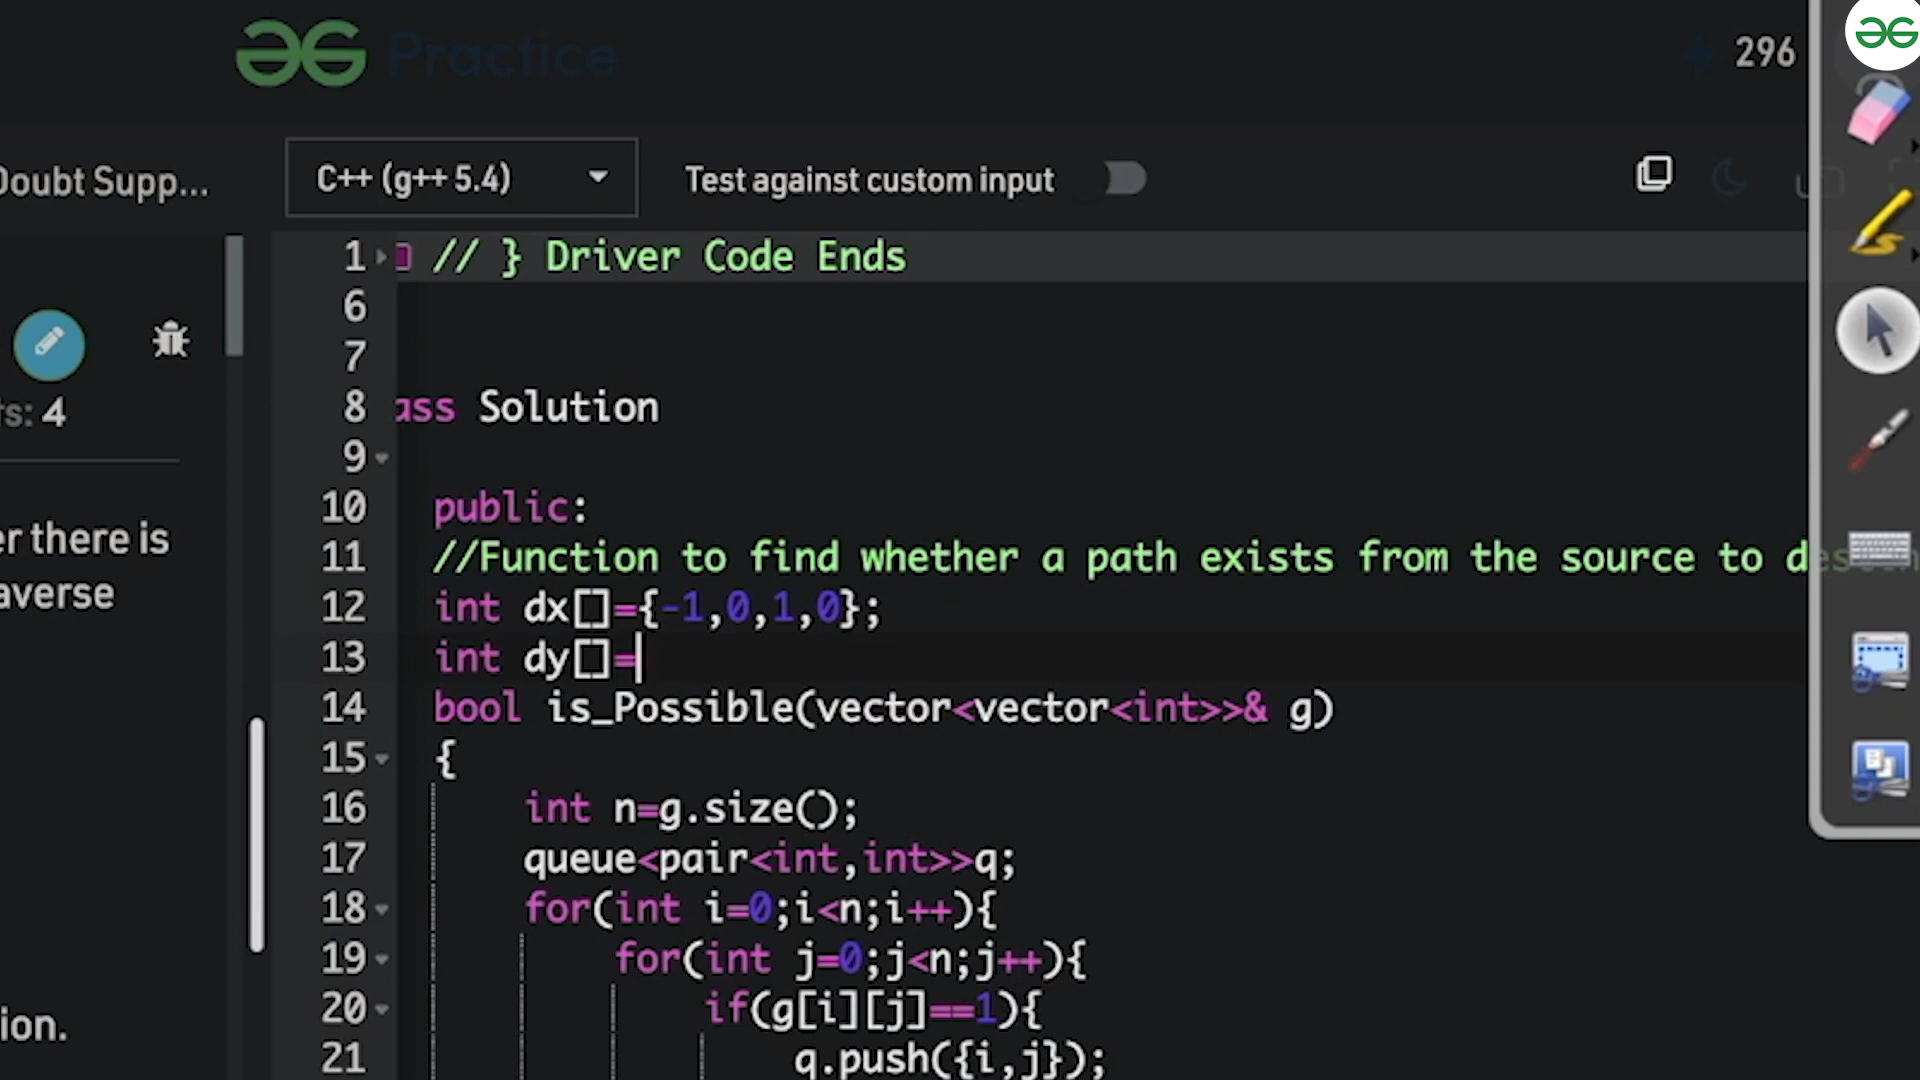 Practice
296
Doubt Supp...
C++ (g++ 5.4)
Test against custom input
1 // } Driver Code Ends
6
7
8 ass Solution
9
10 public:
11 //Function to find whether a path exists from the source to destin
12 int dx[]={-1,0,1,0};
13 int dy[]=
14 bool is_Possible(vector<vector<int>>& g)
15 {
16 int n=g.size();
17 queue<pair<int,int>>q;
18 for(int i=0;i<n;i++){
19 for(int j=0;j<n;j++){
20 if(g[i][j]==1){
21 q.push({i,j});
ts: 4
er there is
averse
ion.